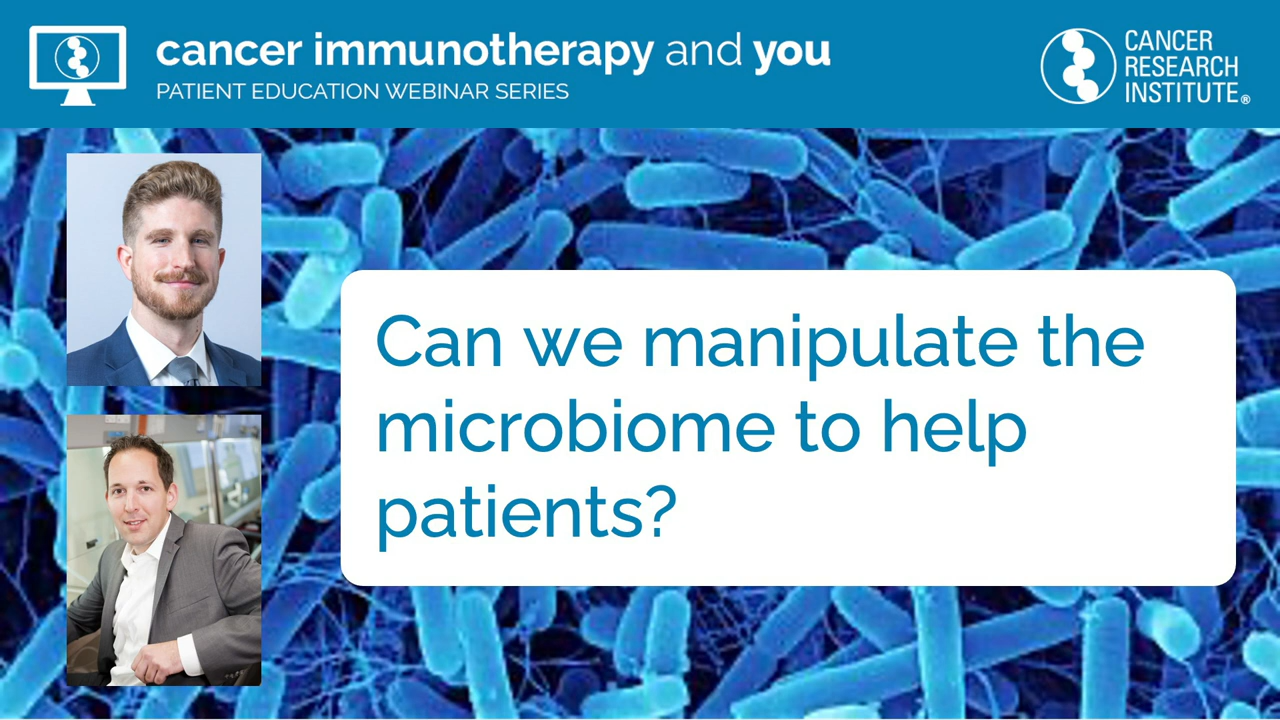 cancer immunotherapy and you
PATIENT EDUCATION WEBINAR SERIES
CANCER
RESEARCH
INSTITUTE®
Can we manipulate the
microbiome to help
patients?